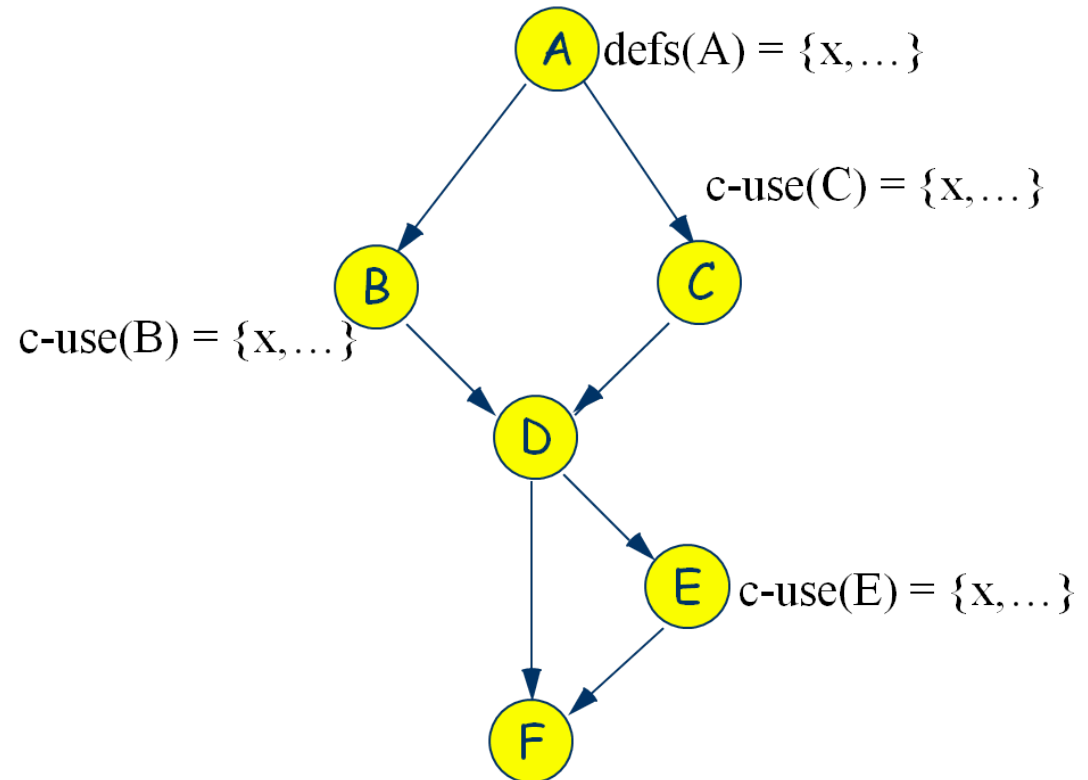 A defs(A) = {x,...}
c-use(C) = {x,...}
B
C
c-use(B) = {x,...}
D
E c-use(E) = {x,...}
F